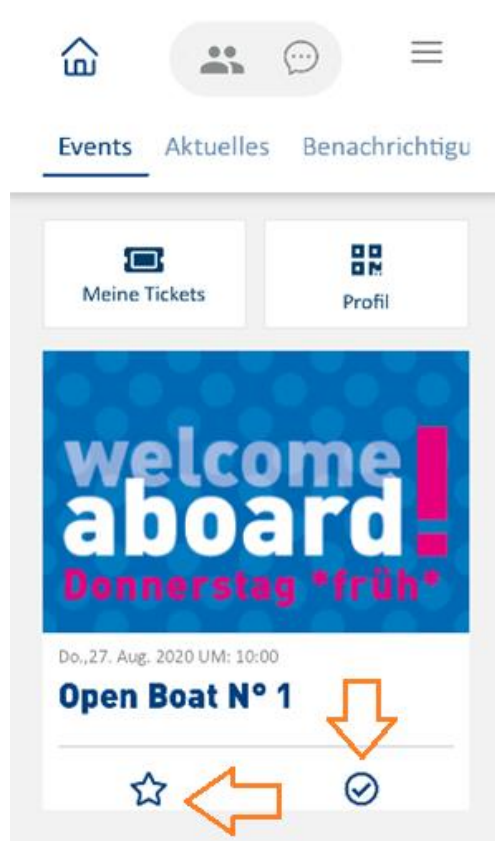 Events Aktuelles Benachrichtigu
Meine Tickets Profil
welcome
aboard!
Donnerstag *früh*
Do.,27. Aug. 2020 UM: 10:00
Open Boat N° 1